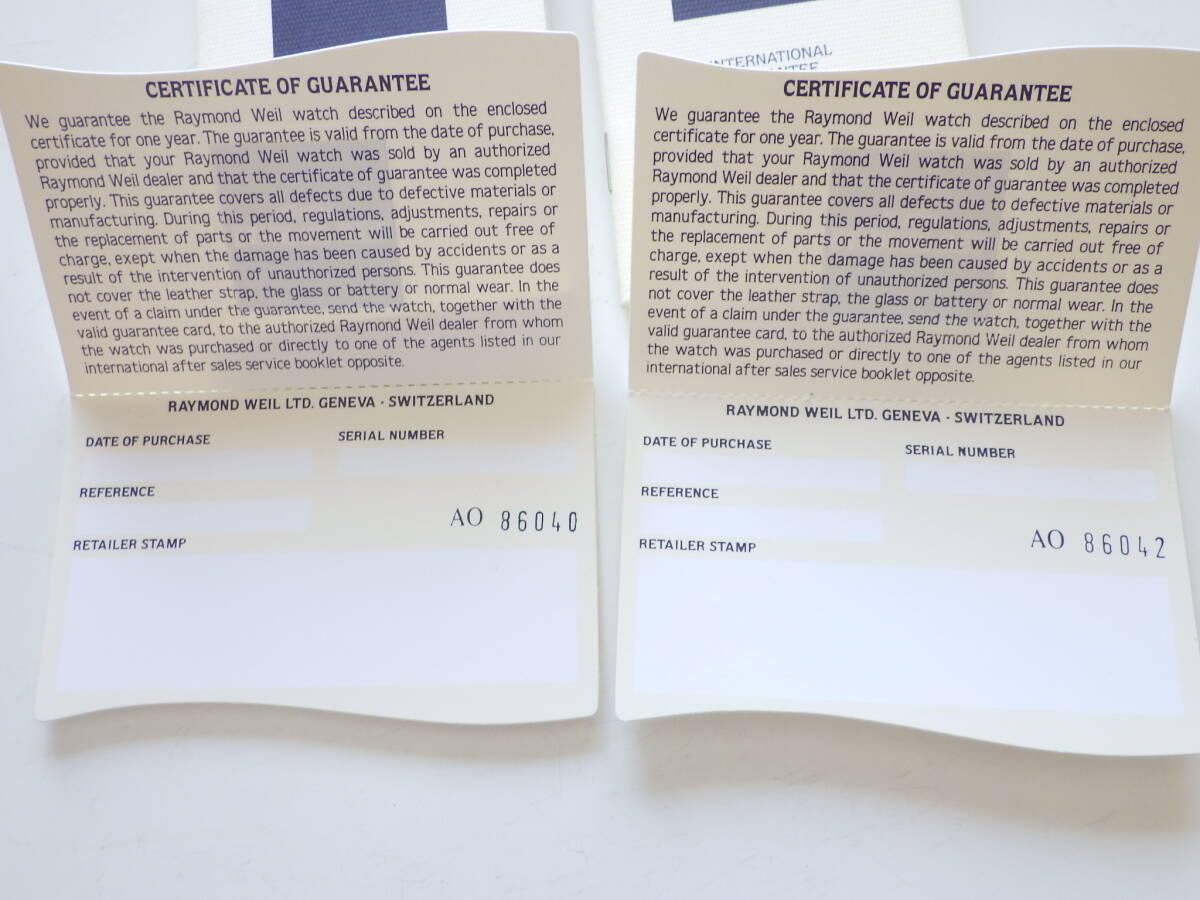 CERTIFICATE OF GUARANTEE
We guarantee the Raymond Weil watch described on the enclosed
certificate for one year. The guarantee is valid from the date of purchase,
provided that your Raymond Weil watch was sold by an authorized
Raymond Weil dealer and that the certificate of guarantee was completed
properly. This guarantee covers all defects due to defective materials or
manufacturing. During this period, regulations, adjustments, repairs or
the replacement of parts or the movement will be carried out free of
charge, exept when the damage has been caused by accidents or as a
result of the intervention of unauthorized persons. This guarantee does
not cover the leather strap, the glass or battery or normal wear. In the
event of a claim under the guarantee, send the watch, together with the
valid guarantee card, to the authorized Raymond Weil dealer from whom
the watch was purchased or directly to one of the agents listed in our
international after sales service booklet opposite.
RAYMOND WEIL LTD. GENEVA · SWITZERLAND
DATE OF PURCHASE
SERIAL NUMBER
REFERENCE
AO 86040
RETAILER STAMP
INTERNATIONAL
CERTIFICATE OF GUARANTEE
We guarantee the Raymond Weil watch described on the enclosed
certificate for one year. The guarantee is valid from the date of purchase,
provided that your Raymond Weil watch was sold by an authorized
Raymond Weil dealer and that the certificate of guarantee was completed
properly. This guarantee covers all defects due to defective materials or
manufacturing. During this period, regulations, adjustments, repairs or
the replacement of parts or the movement will be carried out free of
charge, exept when the damage has been caused by accidents or as a
result of the intervention of unauthorized persons. This guarantee does
not cover the leather strap, the glass or battery or normal wear. In the
event of a claim under the guarantee, send the watch, together with the
valid guarantee card, to the authorized Raymond Weil dealer from whom
the watch was purchased or directly to one of the agents listed in our
international after sales service booklet opposite.
RAYMOND WEIL LTD. GENEVA · SWITZERLAND
DATE OF PURCHASE
SERIAL NUMBER
REFERENCE
AO 86042
RETAILER STAMP